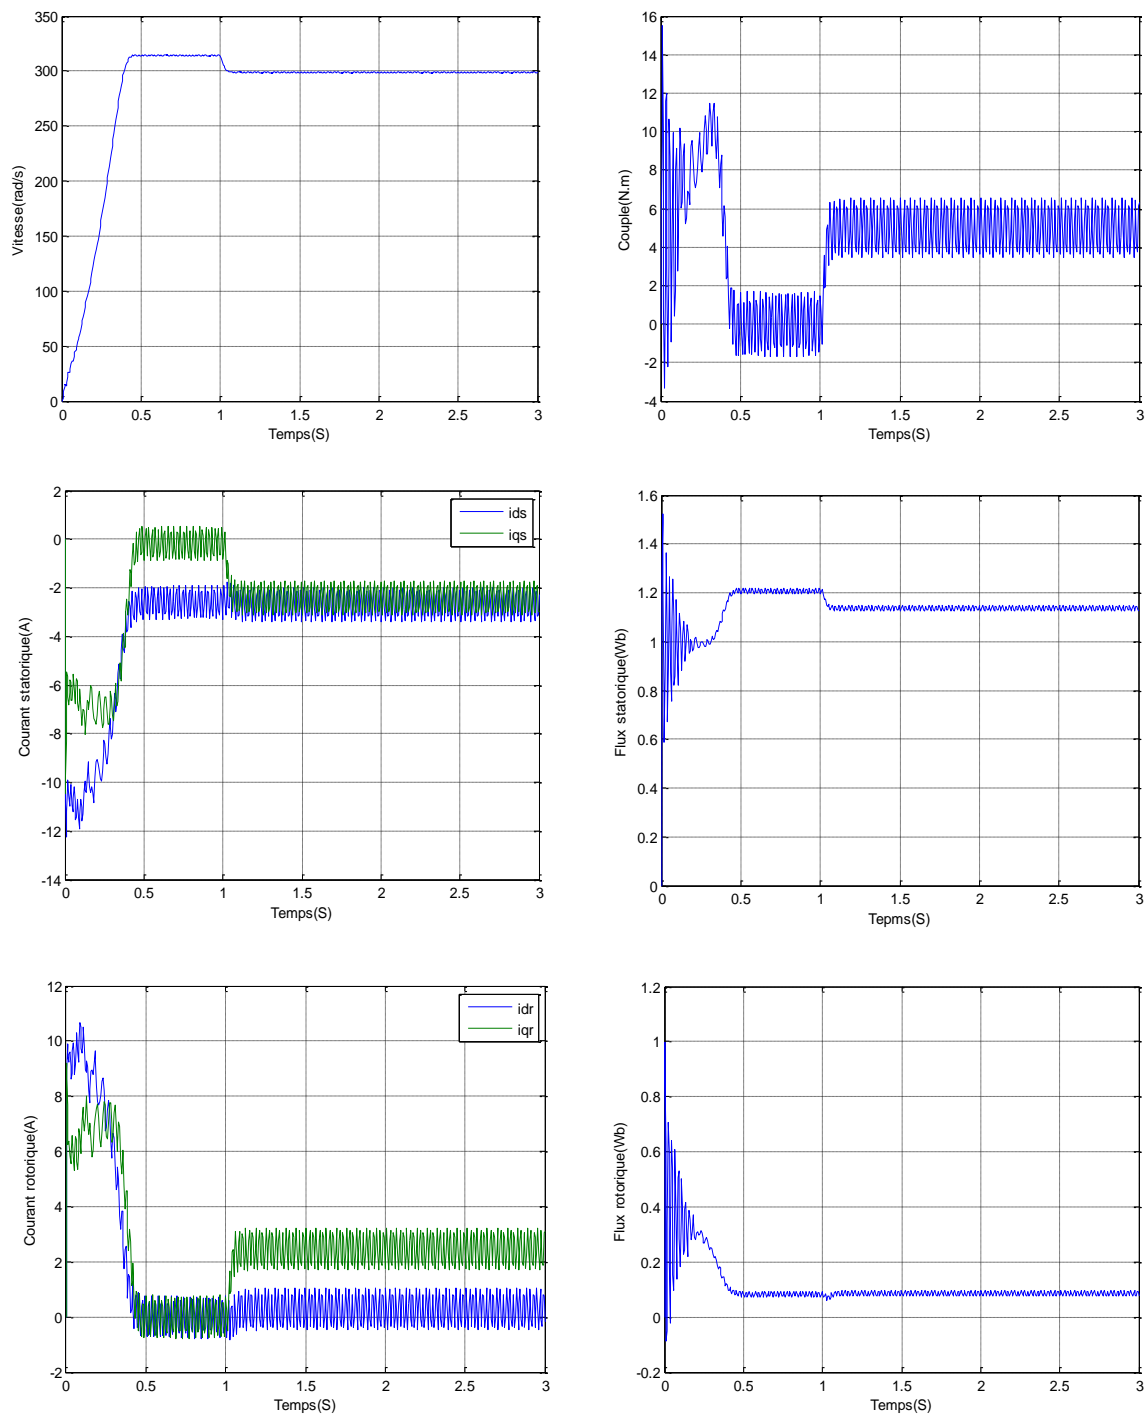 350
300
250
200
150
100
50
0
Vitesse(rad/s)
0 0.5 1 1.5 2 2.5 3
Temps(S)
16
14
12
10
8
6
4
2
0
-2
-4
Couple(N.m)
0 0.5 1 1.5 2 2.5 3
Temps(S)
2
0
-2
-4
-6
-8
-10
-12
-14
Courant statorique(A)
ids
iqs
0 0.5 1 1.5 2 2.5 3
Temps(S)
1.6
1.4
1.2
1
0.8
0.6
0.4
0.2
0
Flux statorique(Wb)
0 0.5 1 1.5 2 2.5 3
Tepms(S)
12
10
8
6
4
2
0
-2
Courant rotorique(A)
idr
iqr
0 0.5 1 1.5 2 2.5 3
Temps(S)
1.2
1
0.8
0.6
0.4
0.2
0
-0.2
Flux rotorique(Wb)
0 0.5 1 1.5 2 2.5 3
Temps(S)